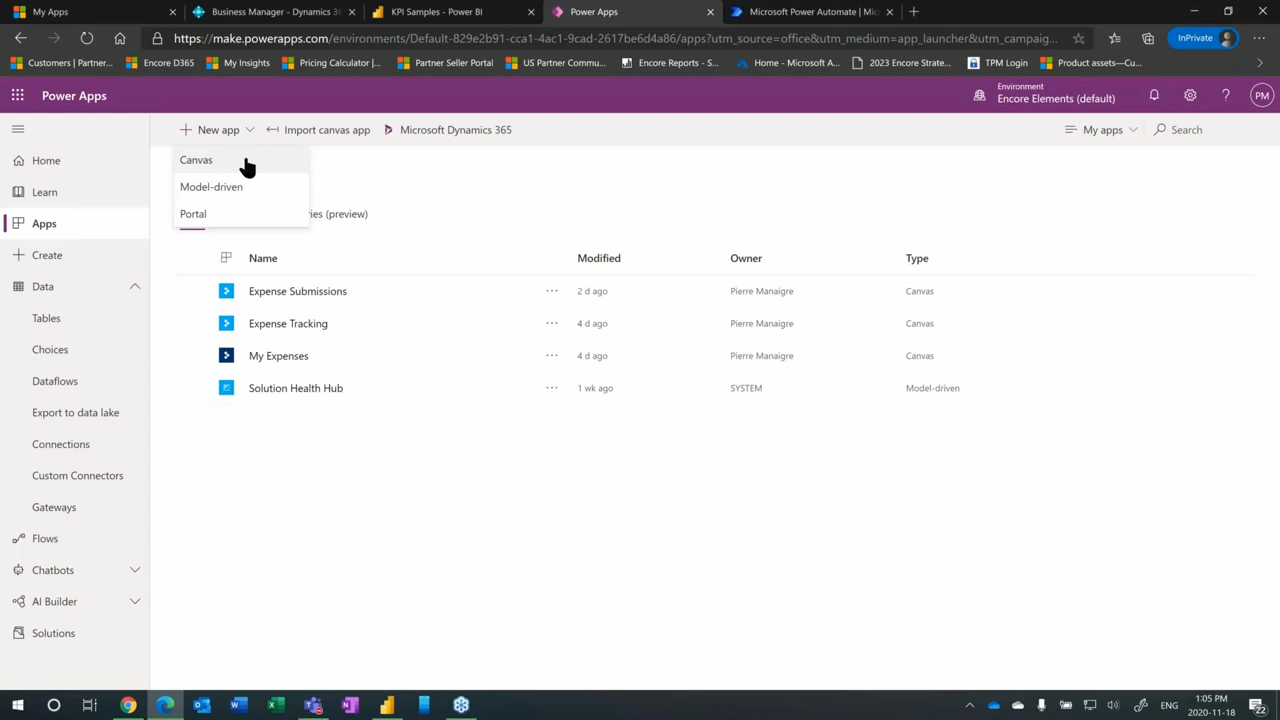 My Apps
Business Manager - Dynamics 36
KPI Samples - Power BI
Power Apps
Microsoft Power Automate | Micros
https://make.powerapps.com/environments/Default-829e2b91-cca1-4ac1-9cad-2617be6d4a86/apps?utm_source=office&utm_medium=app_launcher&utm_campaig...
InPrivate
Customers | Partner...
Encore D365
My Insights
Pricing Calculator |...
Partner Seller Portal
US Partner Commu...
Encore Reports - S...
Home - Microsoft A...
2023 Encore Strate...
TPM Login
Product assets—Cu...
Power Apps
Environment
Encore Elements (default)
PM
New app
Import canvas app
Microsoft Dynamics 365
My apps
Search
Canvas
Model-driven
Portal
ries (preview)
Home
Learn
Apps
Create
Data
Tables
Choices
Dataflows
Export to data lake
Connections
Custom Connectors
Gateways
Flows
Chatbots
AI Builder
Solutions
Name Modified Owner Type
Expense Submissions ... 2 d ago Pierre Manaigre Canvas
Expense Tracking ... 4 d ago Pierre Manaigre Canvas
My Expenses ... 4 d ago Pierre Manaigre Canvas
Solution Health Hub ... 1 wk ago SYSTEM Model-driven
ENG
1:05 PM
2020-11-18
22